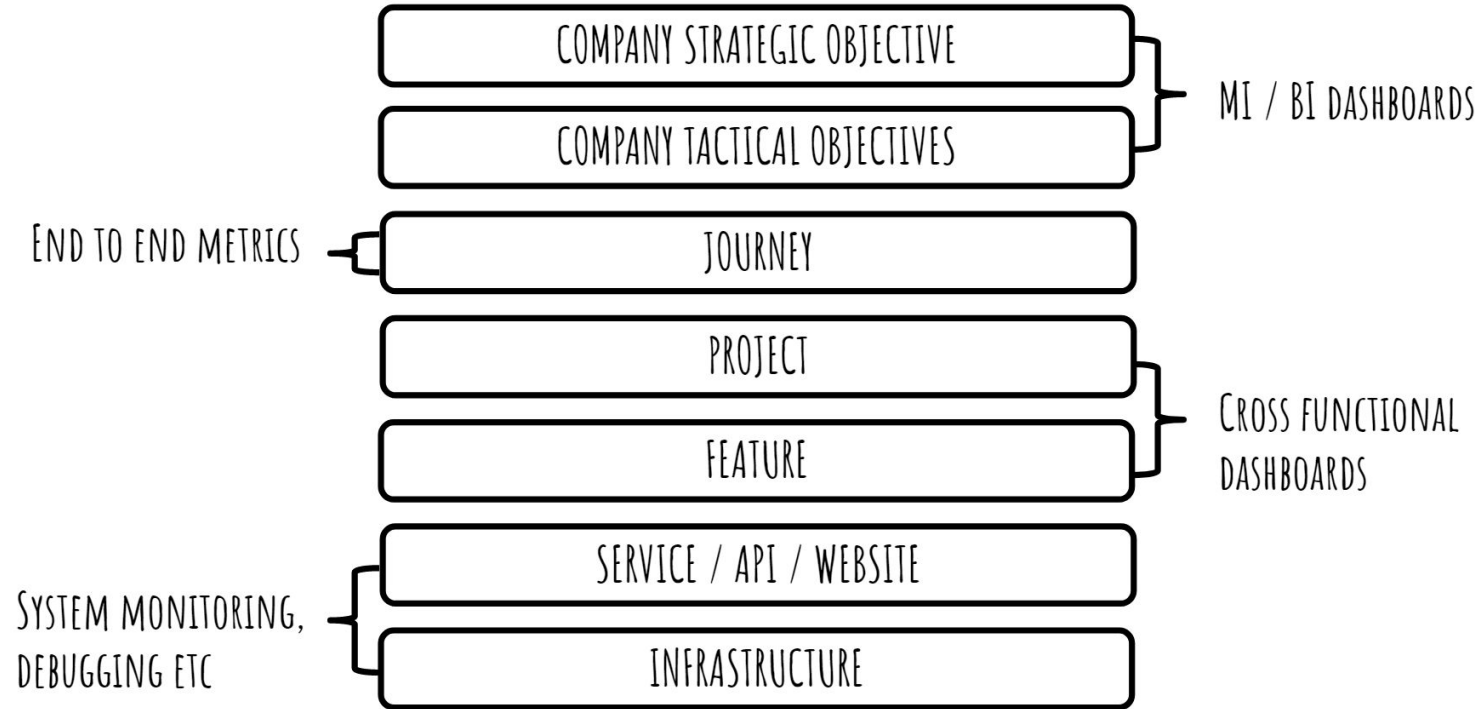 COMPANY STRATEGIC OBJECTIVE
MI / BI DASHBOARDS
COMPANY TACTICAL OBJECTIVES
END TO END METRICS
JOURNEY
PROJECT
CROSS FUNCTIONAL
DASHBOARDS
FEATURE
SERVICE / API / WEBSITE
SYSTEM MONITORING,
DEBUGGING ETC
INFRASTRUCTURE